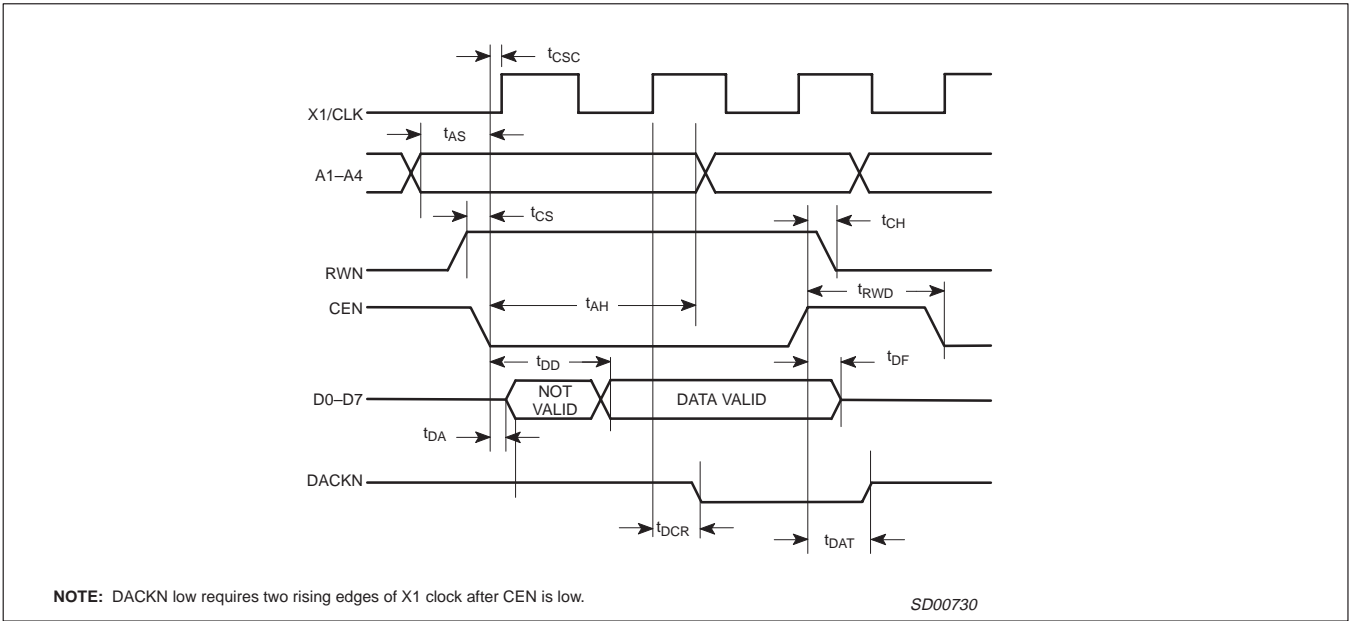 tCSC
X1/CLK
tAS
A1–A4
tCS
tCH
RWN
tRWD
CEN
tAH
tDD
tDF
D0–D7
NOT
VALID
DATA VALID
tDA
DACKN
tDCR
tDAT
NOTE: DACKN low requires two rising edges of X1 clock after CEN is low.
SD00730